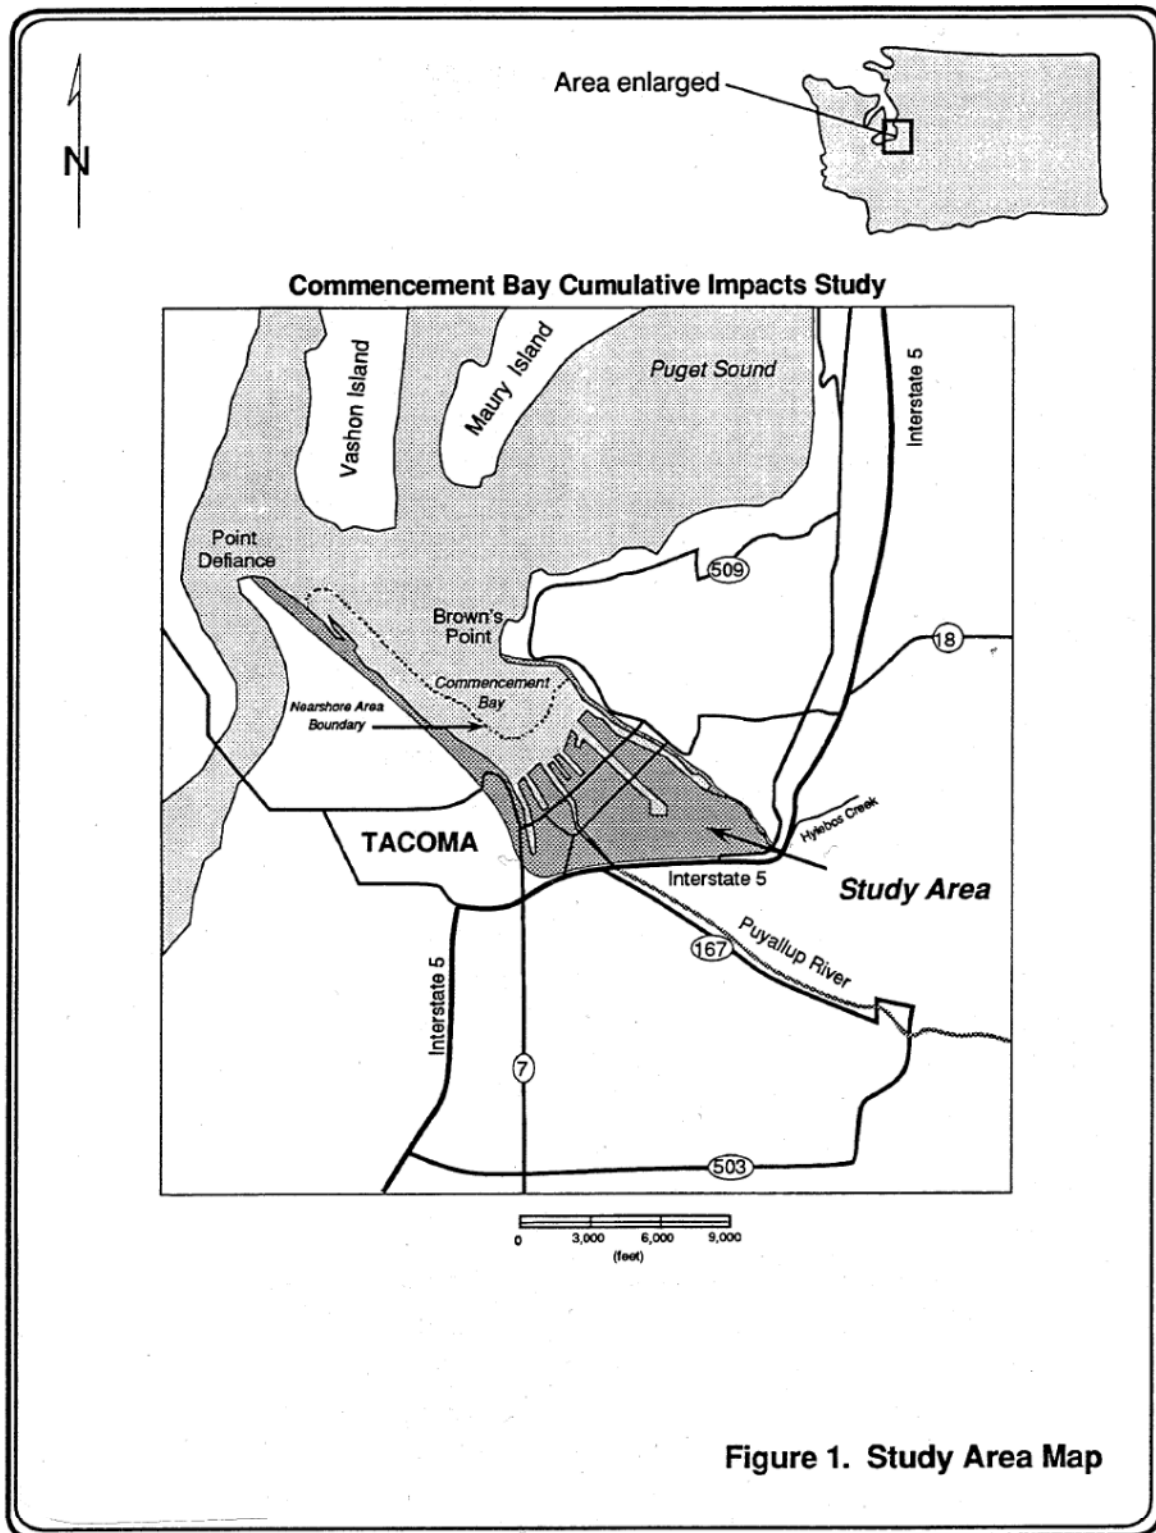 Area enlarged
N
Commencement Bay Cumulative Impacts Study
Vashon Island
Maury Island
Puget Sound
Interstate 5
Point
Defiance
509
Brown's
Point
18
Commencement
Bay
Nearshore Area
Boundary
Hylebos Creek
TACOMA
Interstate 5
Study Area
Puyallup River
167
Interstate 5
7
503
0 3,000 6,000 9,000
(feet)
Figure 1. Study Area Map